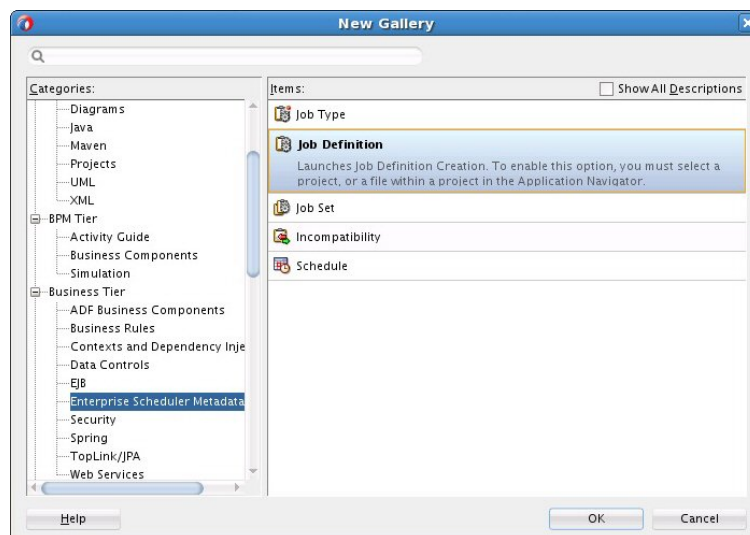 New Gallery
Categories:
Diagrams
Java
Maven
Projects
UML
XML
BPM Tier
Activity Guide
Business Components
Simulation
Business Tier
ADF Business Components
Business Rules
Contexts and Dependency Inje
Data Controls
EJB
Enterprise Scheduler Metadata
Security
Spring
TopLink/JPA
Web Services
Items:
Show All Descriptions
Job Type
Job Definition
Launches Job Definition Creation. To enable this option, you must select a
project, or a file within a project in the Application Navigator.
Job Set
Incompatibility
Schedule
Help
OK
Cancel